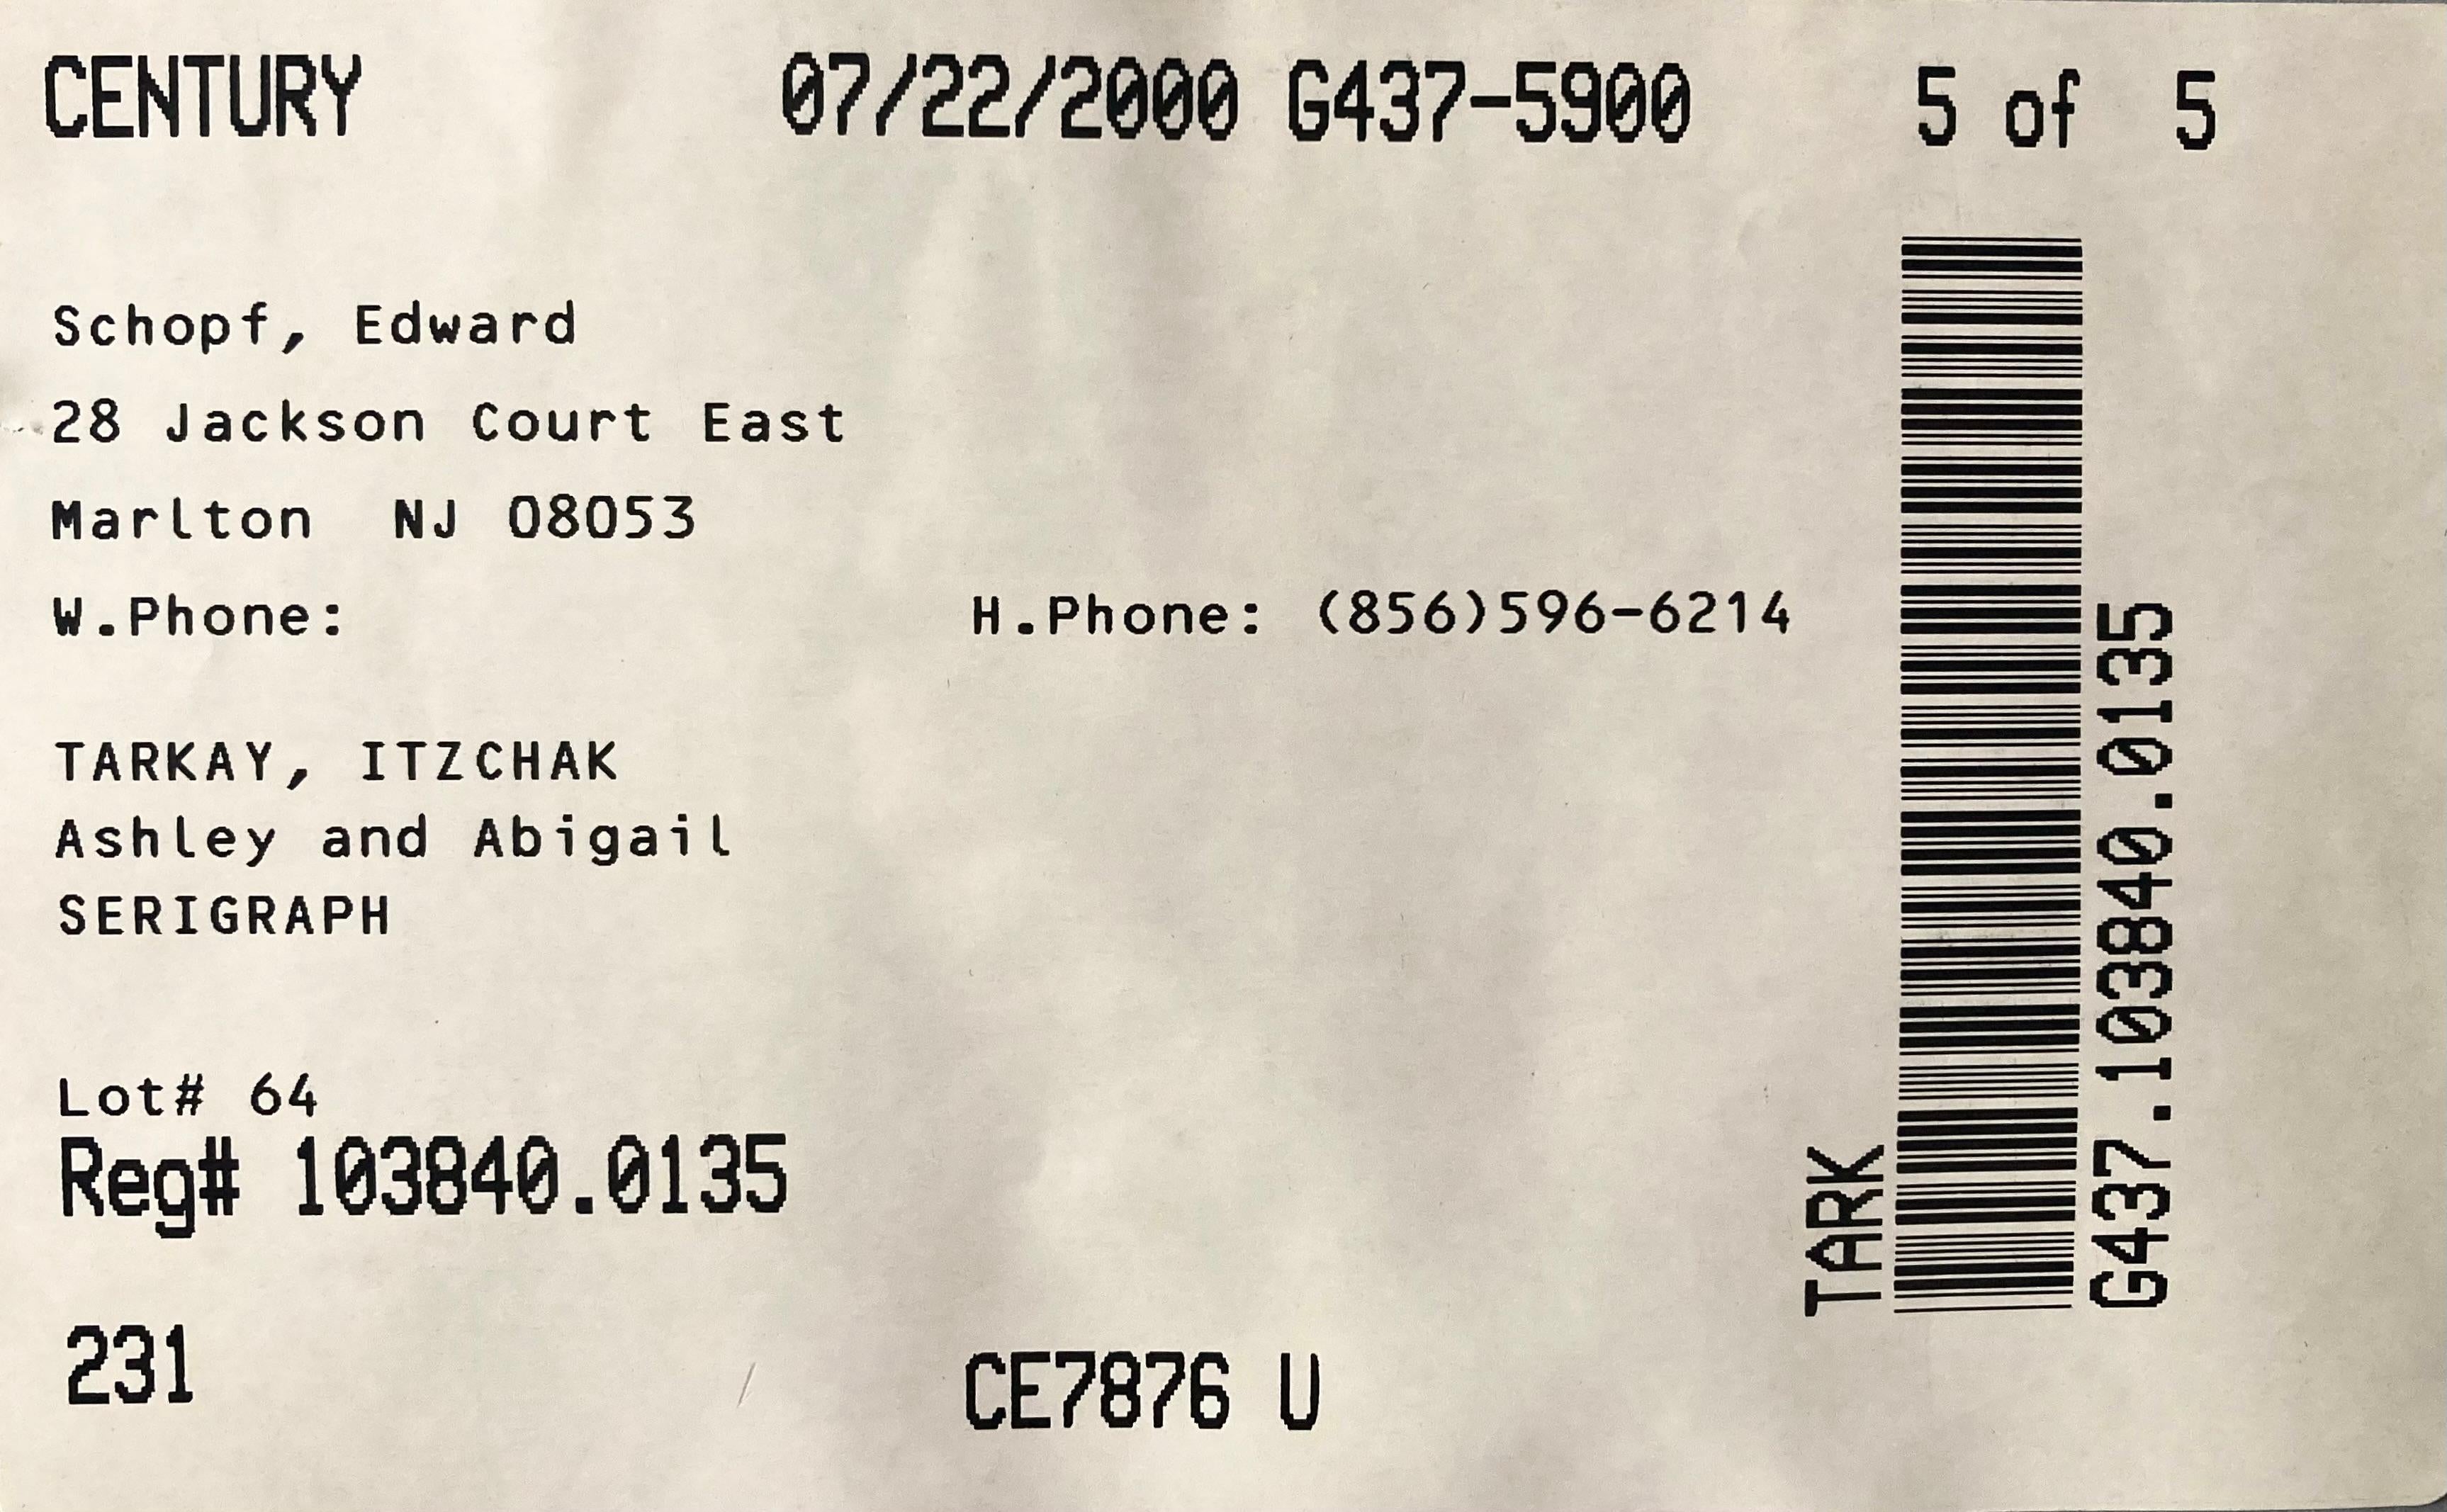 CENTURY 07/22/2000 G437-5900 5 of 5
Schopf, Edward
28 Jackson Court East
Marlton NJ 08053
W.Phone: H.Phone: (856)596-6214
TARKAY, ITZCHAK
Ashley and Abigail
SERIGRAPH
Lot# 64
Reg# 103840.0135
231 CE7876 U
TARK
G437.103840.0135